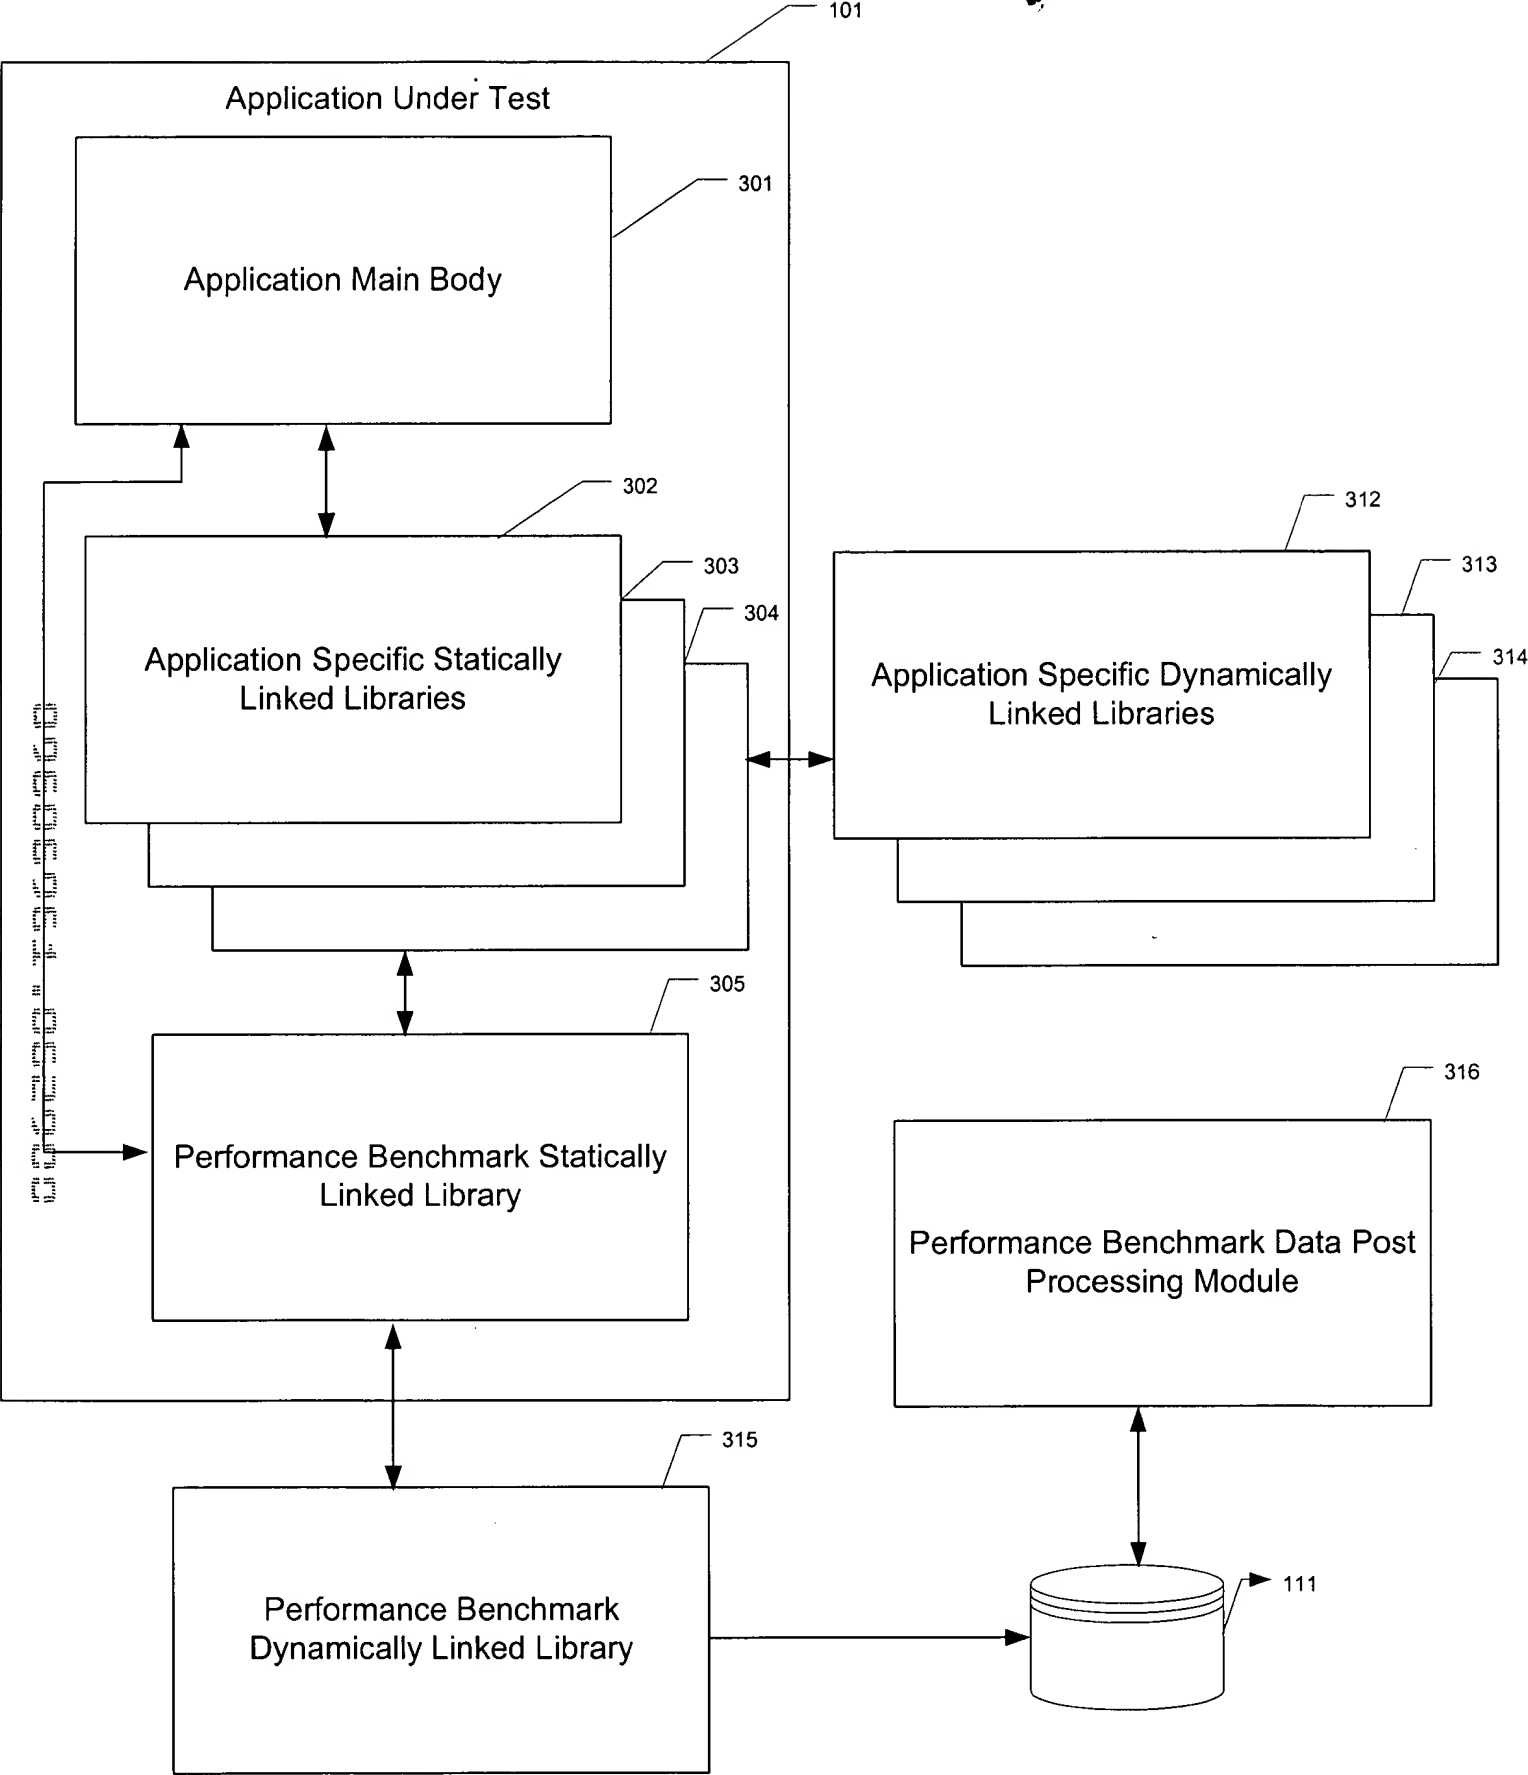 101
Application Under Test
301
Application Main Body
302
303
304
Application Specific Statically
Linked Libraries
312
313
314
Application Specific Dynamically
Linked Libraries
305
Performance Benchmark Statically
Linked Library
316
Performance Benchmark Data Post
Processing Module
315
Performance Benchmark
Dynamically Linked Library
111